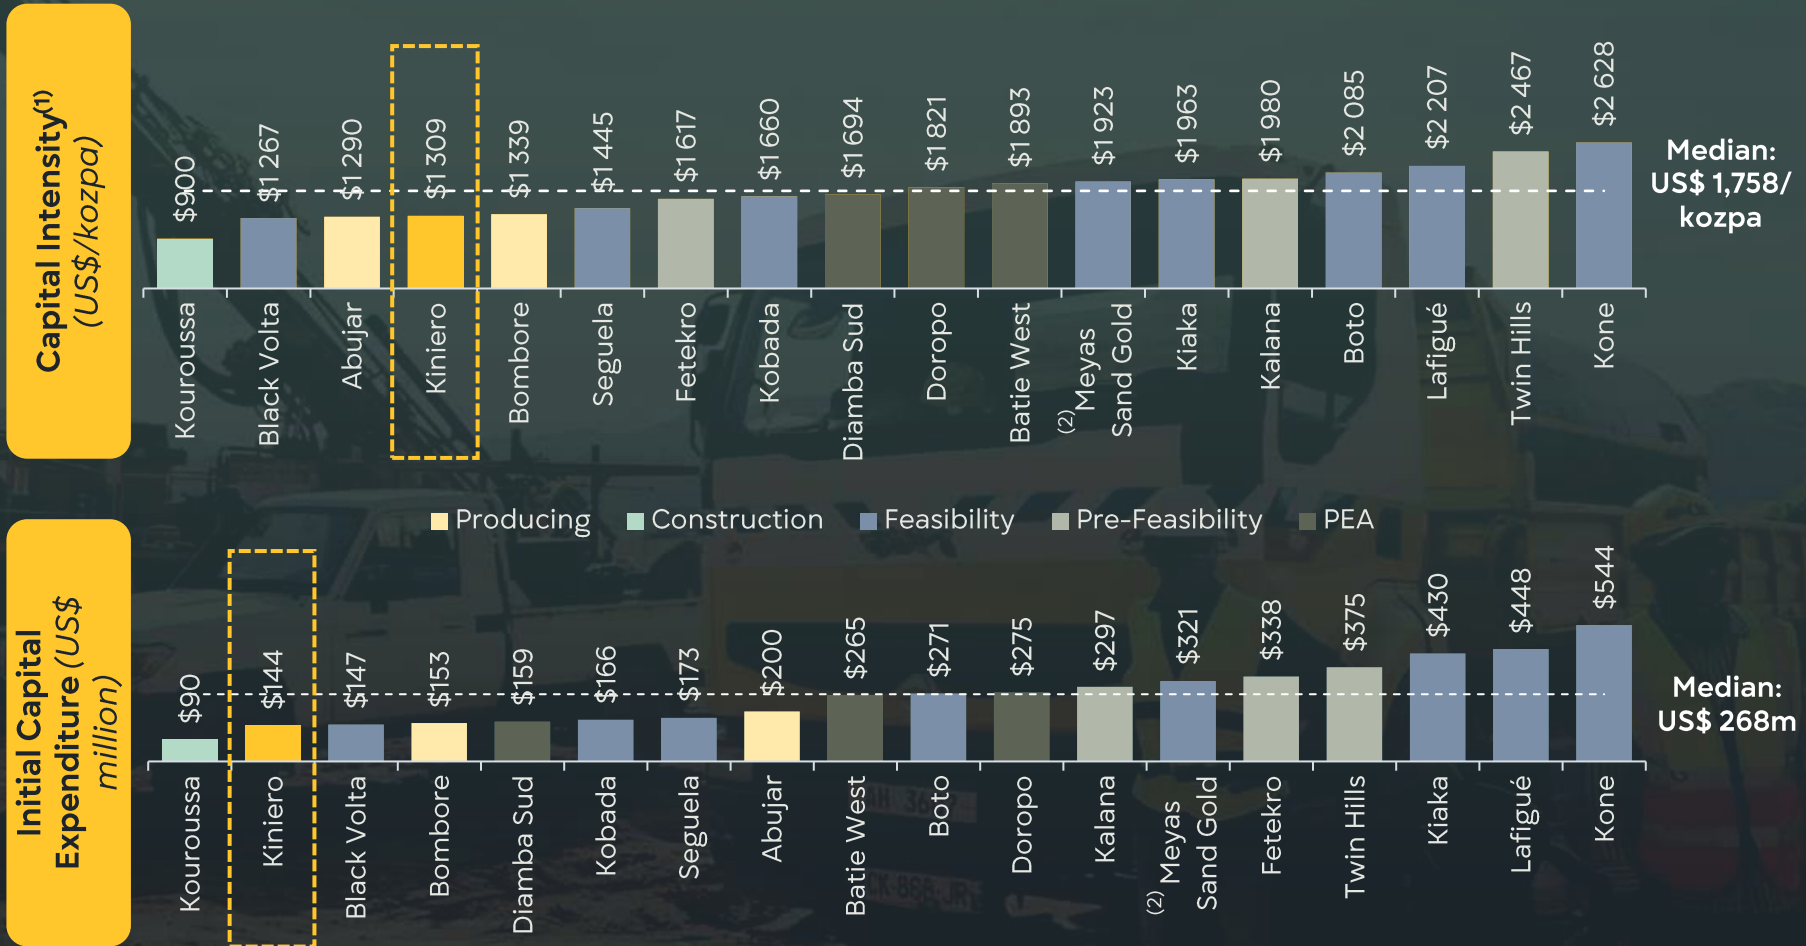 Capital Intensity(1)
(US$/kozpa)
$900
$1 267
$1 290
$1 309
$1 339
$1 445
$1 617
$1 660
$1 694
$1 821
$1 893
$1 923
$1 963
$1 980
$2 085
$2 207
$2 467
$2 628
Median:
US$ 1,758/
kozpa
Kouroussa
Black Volta
Abujar
Kiniero
Bombore
Seguela
Fetekro
Kobada
Diamba Sud
Doropo
Batie West
(2) Meyas
Sand Gold
Kiaka
Kalana
Boto
Lafigué
Twin Hills
Kone
Producing Construction Feasibility Pre-Feasibility PEA
Initial Capital
Expenditure (US$
million)
$90
$144
$147
$153
$159
$166
$173
$200
$265
$271
$275
$297
$321
$338
$375
$430
$448
$544
Median:
US$ 268m
Kouroussa
Kiniero
Black Volta
Bombore
Diamba Sud
Kobada
Seguela
Abujar
Batie West
Boto
Doropo
Kalana
(2) Meyas
Sand Gold
Fetekro
Twin Hills
Kiaka
Lafigué
Kone